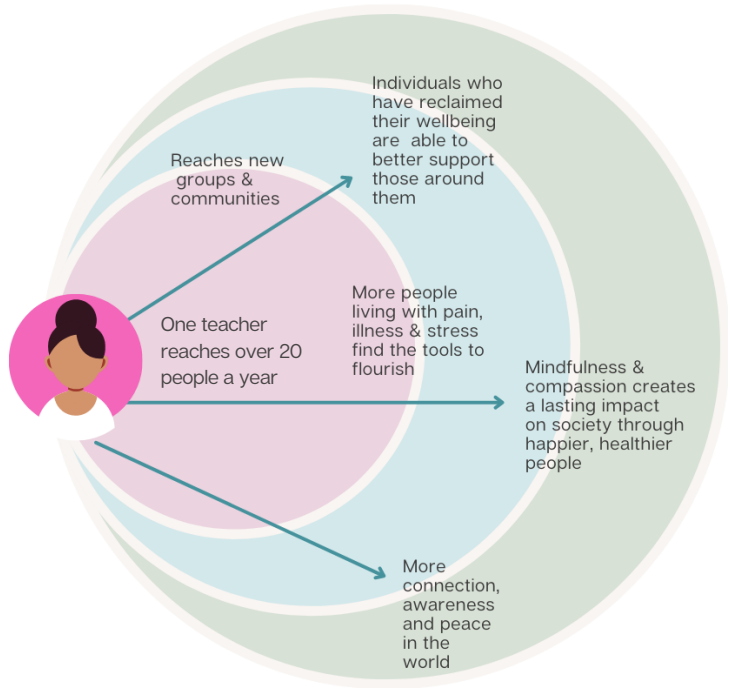 Individuals who
have reclaimed
their wellbeing
are  able to
better support
those around
them
Reaches new
groups &
communities
More people
living with pain,
illness & stress
find the tools to
flourish
One teacher
reaches over 20
people a year
Mindfulness &
compassion creates
a lasting impact
on society through
happier, healthier
people
More
connection,
awareness
and peace
in the
world